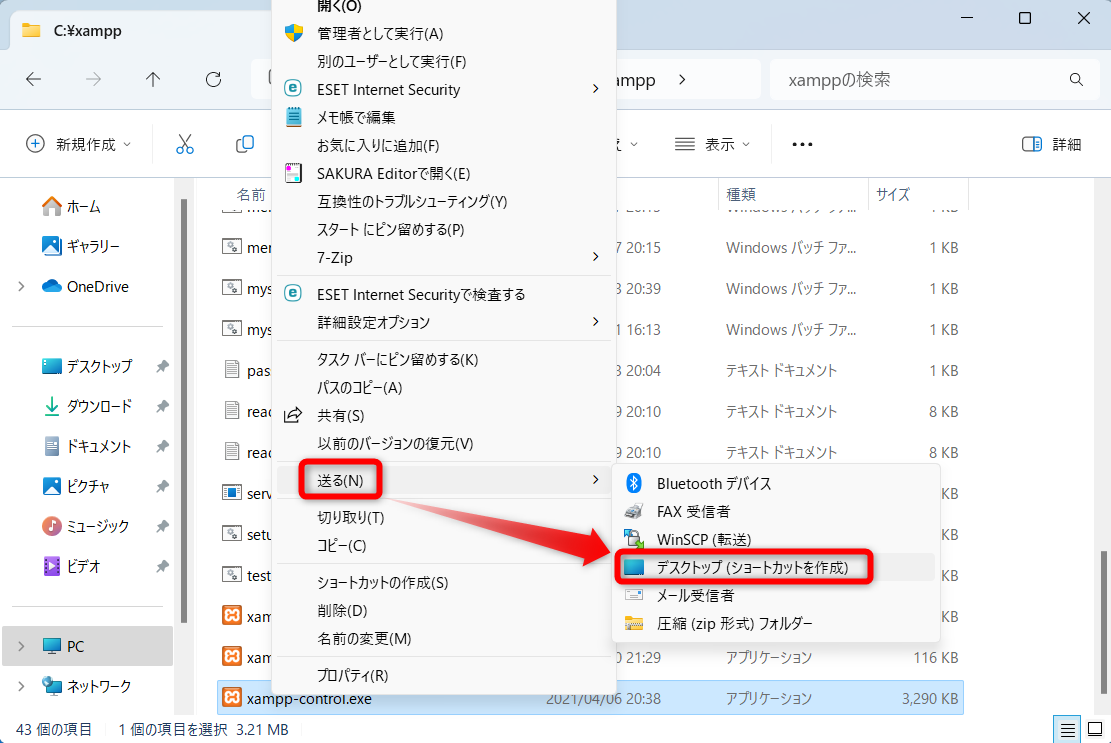 C:¥xampp
ampp
xamppの検索
新規作成
表示
詳細
ホーム
ギャラリー
OneDrive
デスクトップ
ダウンロード
ドキュメント
ピクチャ
ミュージック
ビデオ
PC
ネットワーク
名前
種類
サイズ
20:15
Windows バッチ ファ...
1 KB
20:39
Windows バッチ ファ...
1 KB
16:13
Windows バッチ ファ...
1 KB
20:04
テキスト ドキュメント
1 KB
20:10
テキスト ドキュメント
8 KB
20:10
テキスト ドキュメント
8 KB
KB
KB
KB
KB
21:29
アプリケーション
116 KB
xampp-control.exe
2021/04/06 20:38
アプリケーション
3,290 KB
開く(O)
管理者として実行(A)
別のユーザーとして実行(F)
ESET Internet Security
メモ帳で編集
お気に入りに追加(F)
SAKURA Editorで開く(E)
互換性のトラブルシューティング(Y)
スタート にピン留めする(P)
7-Zip
ESET Internet Securityで検査する
詳細設定オプション
タスク バーにピン留めする(K)
パスのコピー(A)
共有(S)
以前のバージョンの復元(V)
送る(N)
切り取り(T)
コピー(C)
ショートカットの作成(S)
削除(D)
名前の変更(M)
プロパティ(R)
Bluetooth デバイス
FAX 受信者
WinSCP (転送)
デスクトップ (ショートカットを作成)
メール受信者
圧縮 (zip 形式) フォルダー
43 個の項目
1 個の項目を選択 3.21 MB